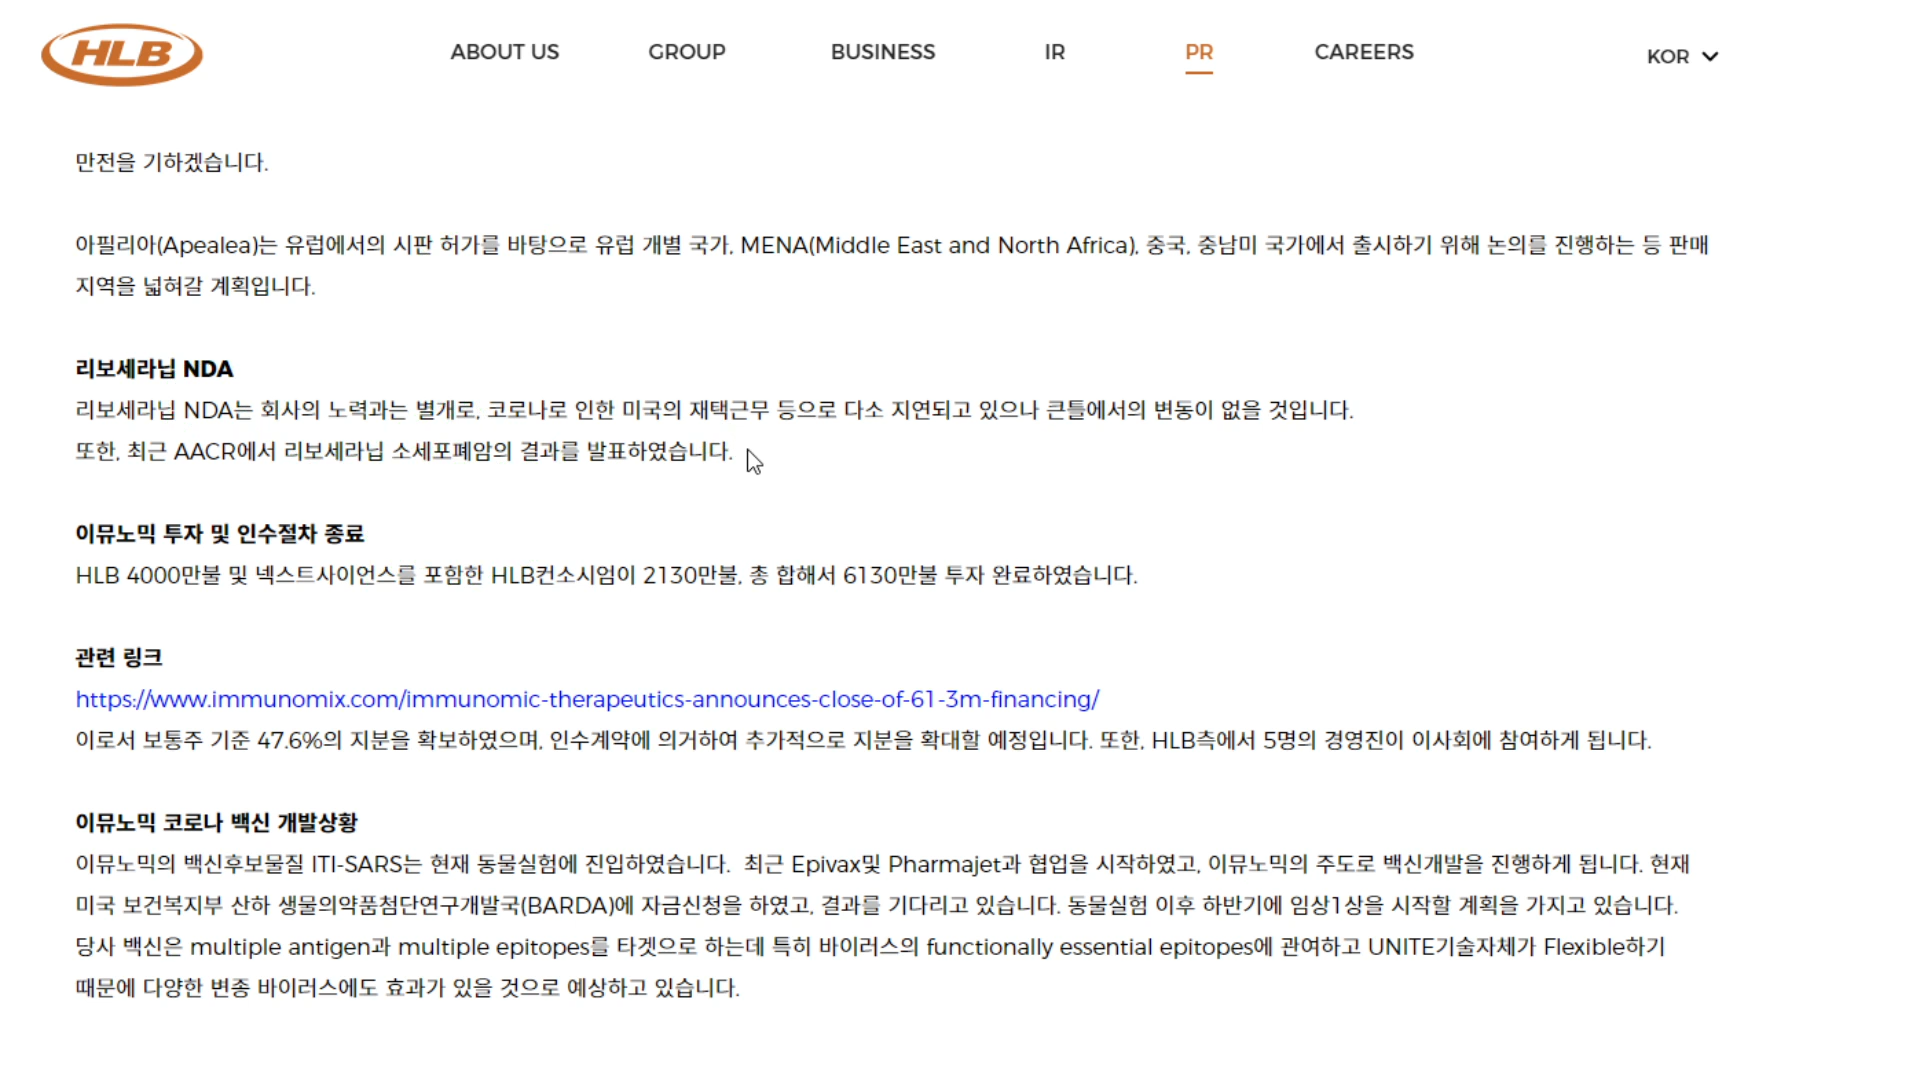 HLB
ABOUT US GROUP BUSINESS IR PR CAREERS KOR
만전을 기하겠습니다.
아필리아(Apealea)는 유럽에서의 시판 허가를 바탕으로 유럽 개별 국가, MENA(Middle East and North Africa), 중국, 중남미 국가에서 출시하기 위해 논의를 진행하는 등 판매
지역을 넓혀갈 계획입니다.
리보세라닙 NDA
리보세라닙 NDA는 회사의 노력과는 별개로, 코로나로 인한 미국의 재택근무 등으로 다소 지연되고 있으나 큰틀에서의 변동이 없을 것입니다.
또한, 최근 AACR에서 리보세라닙 소세포폐암의 결과를 발표하였습니다.
이뮤노믹 투자 및 인수절차 종료
HLB 4000만불 및 넥스트사이언스를 포함한 HLB컨소시엄이 2130만불, 총 합해서 6130만불 투자 완료하였습니다.
관련 링크
https://www.immunomix.com/immunomic-therapeutics-announces-close-of-61-3m-financing/
이로서 보통주 기준 47.6%의 지분을 확보하였으며, 인수계약에 의거하여 추가적으로 지분을 확대할 예정입니다. 또한, HLB측에서 5명의 경영진이 이사회에 참여하게 됩니다.
이뮤노믹 코로나 백신 개발상황
이뮤노믹의 백신후보물질 ITI-SARS는 현재 동물실험에 진입하였습니다. 최근 Epivax및 Pharmajet과 협업을 시작하였고, 이뮤노믹의 주도로 백신개발을 진행하게 됩니다. 현재
미국 보건복지부 산하 생물의약품첨단연구개발국(BARDA)에 자금신청을 하였고, 결과를 기다리고 있습니다. 동물실험 이후 하반기에 임상1상을 시작할 계획을 가지고 있습니다.
당사 백신은 multiple antigen과 multiple epitopes를 타겟으로 하는데 특히 바이러스의 functionally essential epitopes에 관여하고 UNITE기술자체가 Flexible하기
때문에 다양한 변종 바이러스에도 효과가 있을 것으로 예상하고 있습니다.